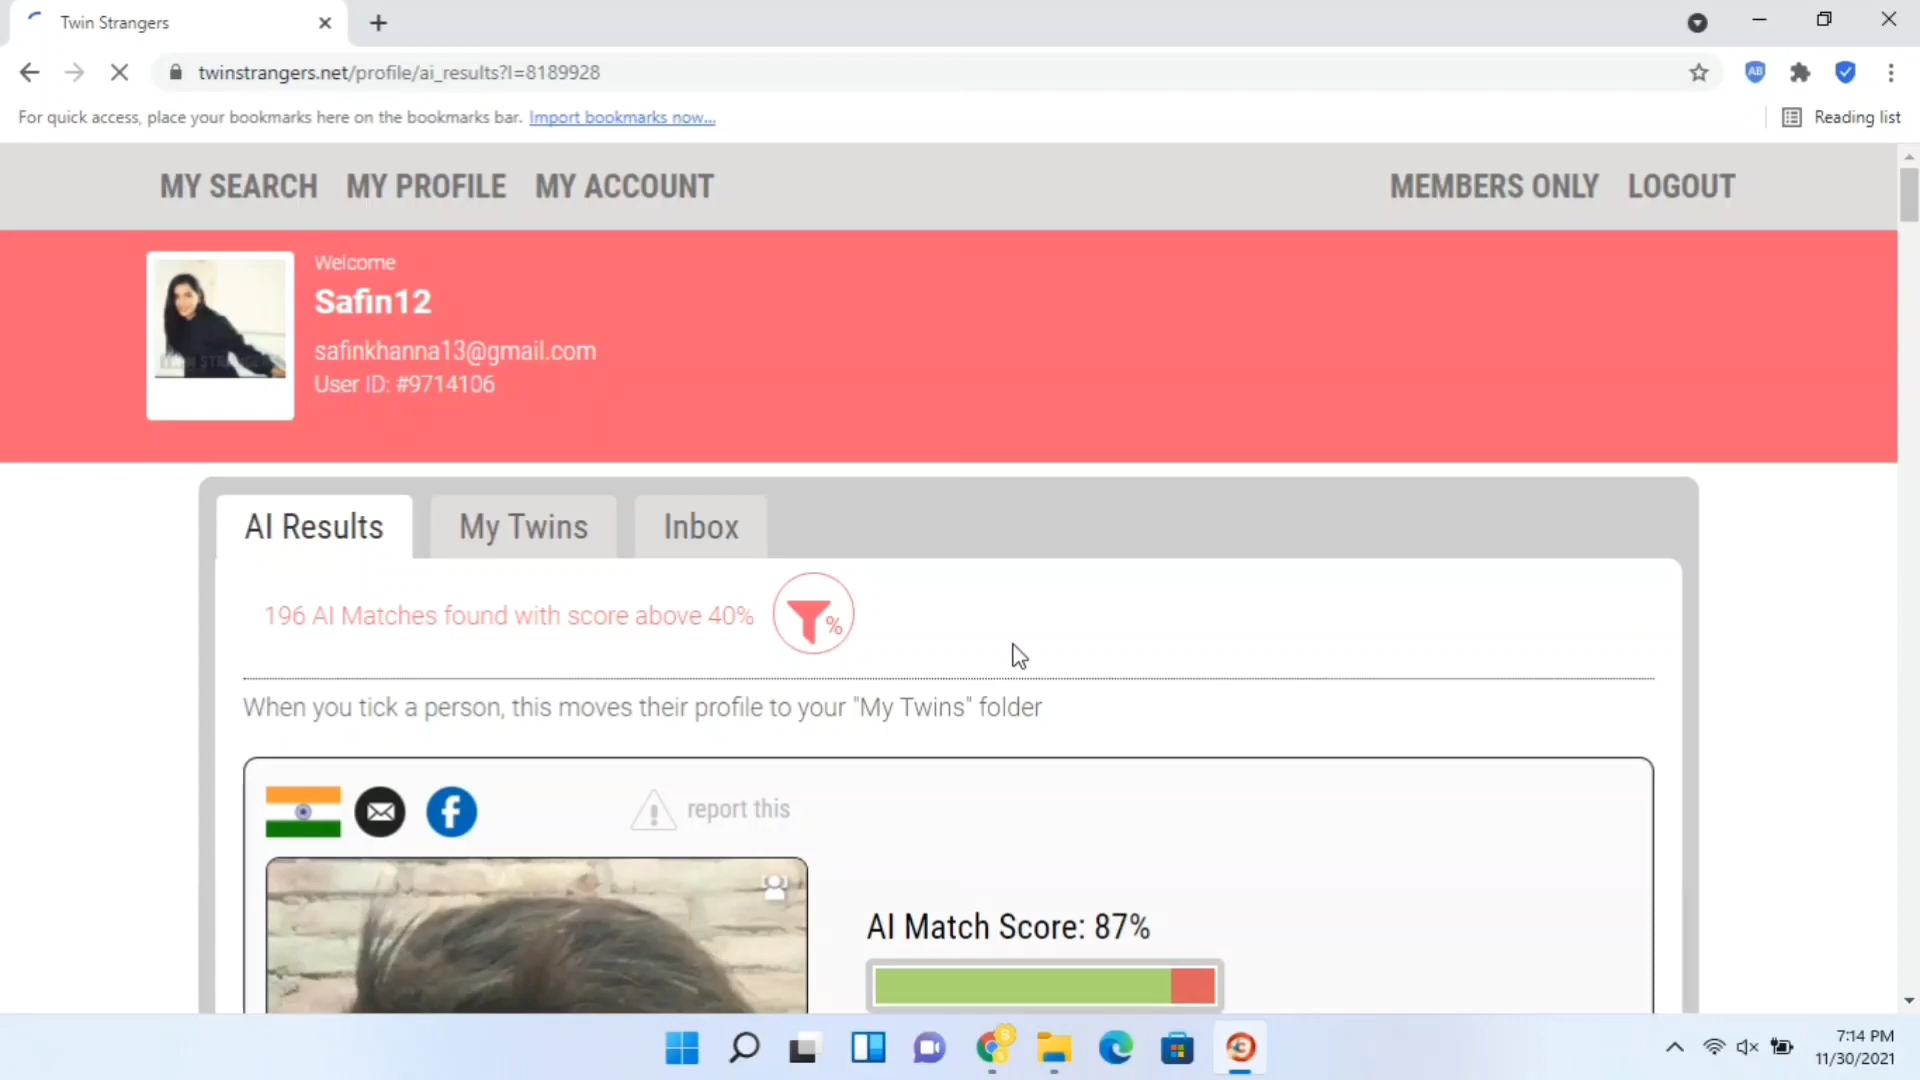 Twin Strangers
twinstrangers.net/profile/ai_results?l=8189928
AB
For quick access, place your bookmarks here on the bookmarks bar. Import bookmarks now...
Reading list
MY SEARCH MY PROFILE MY ACCOUNT MEMBERS ONLY LOGOUT
Welcome
Safin12
safinkhanna13@gmail.com
User ID: #9714106
AI Results My Twins Inbox
196 AI Matches found with score above 40%
%
When you tick a person, this moves their profile to your "My Twins" folder
report this
AI Match Score: 87%
7:14 PM
11/30/2021